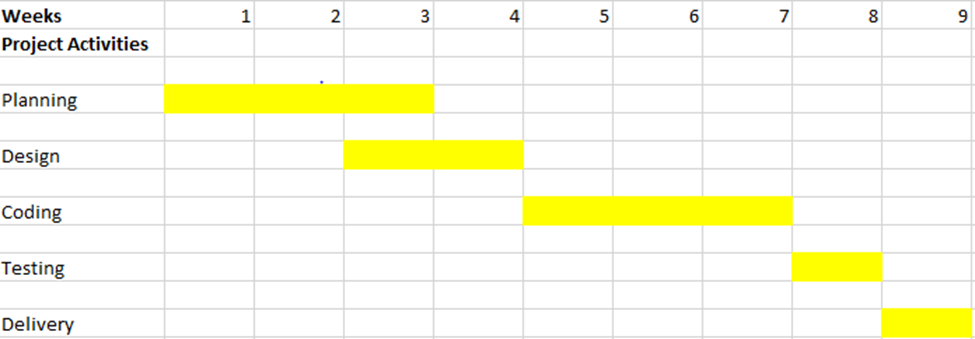 Weeks 1 2 3 4 5 6 7 8 9
Project Activities
Planning
Design
Coding
Testing
Delivery